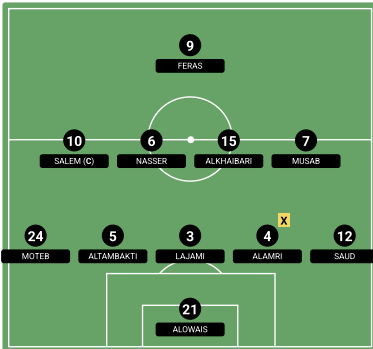 9
FERAS
10 6 15 7
SALEM (C) NASSER ALKHAIBARI MUSAB
X
24 5 3 4 12
MOTEB ALTAMBAKTI LAJAMI ALAMRI SAUD
21
ALOWAIS